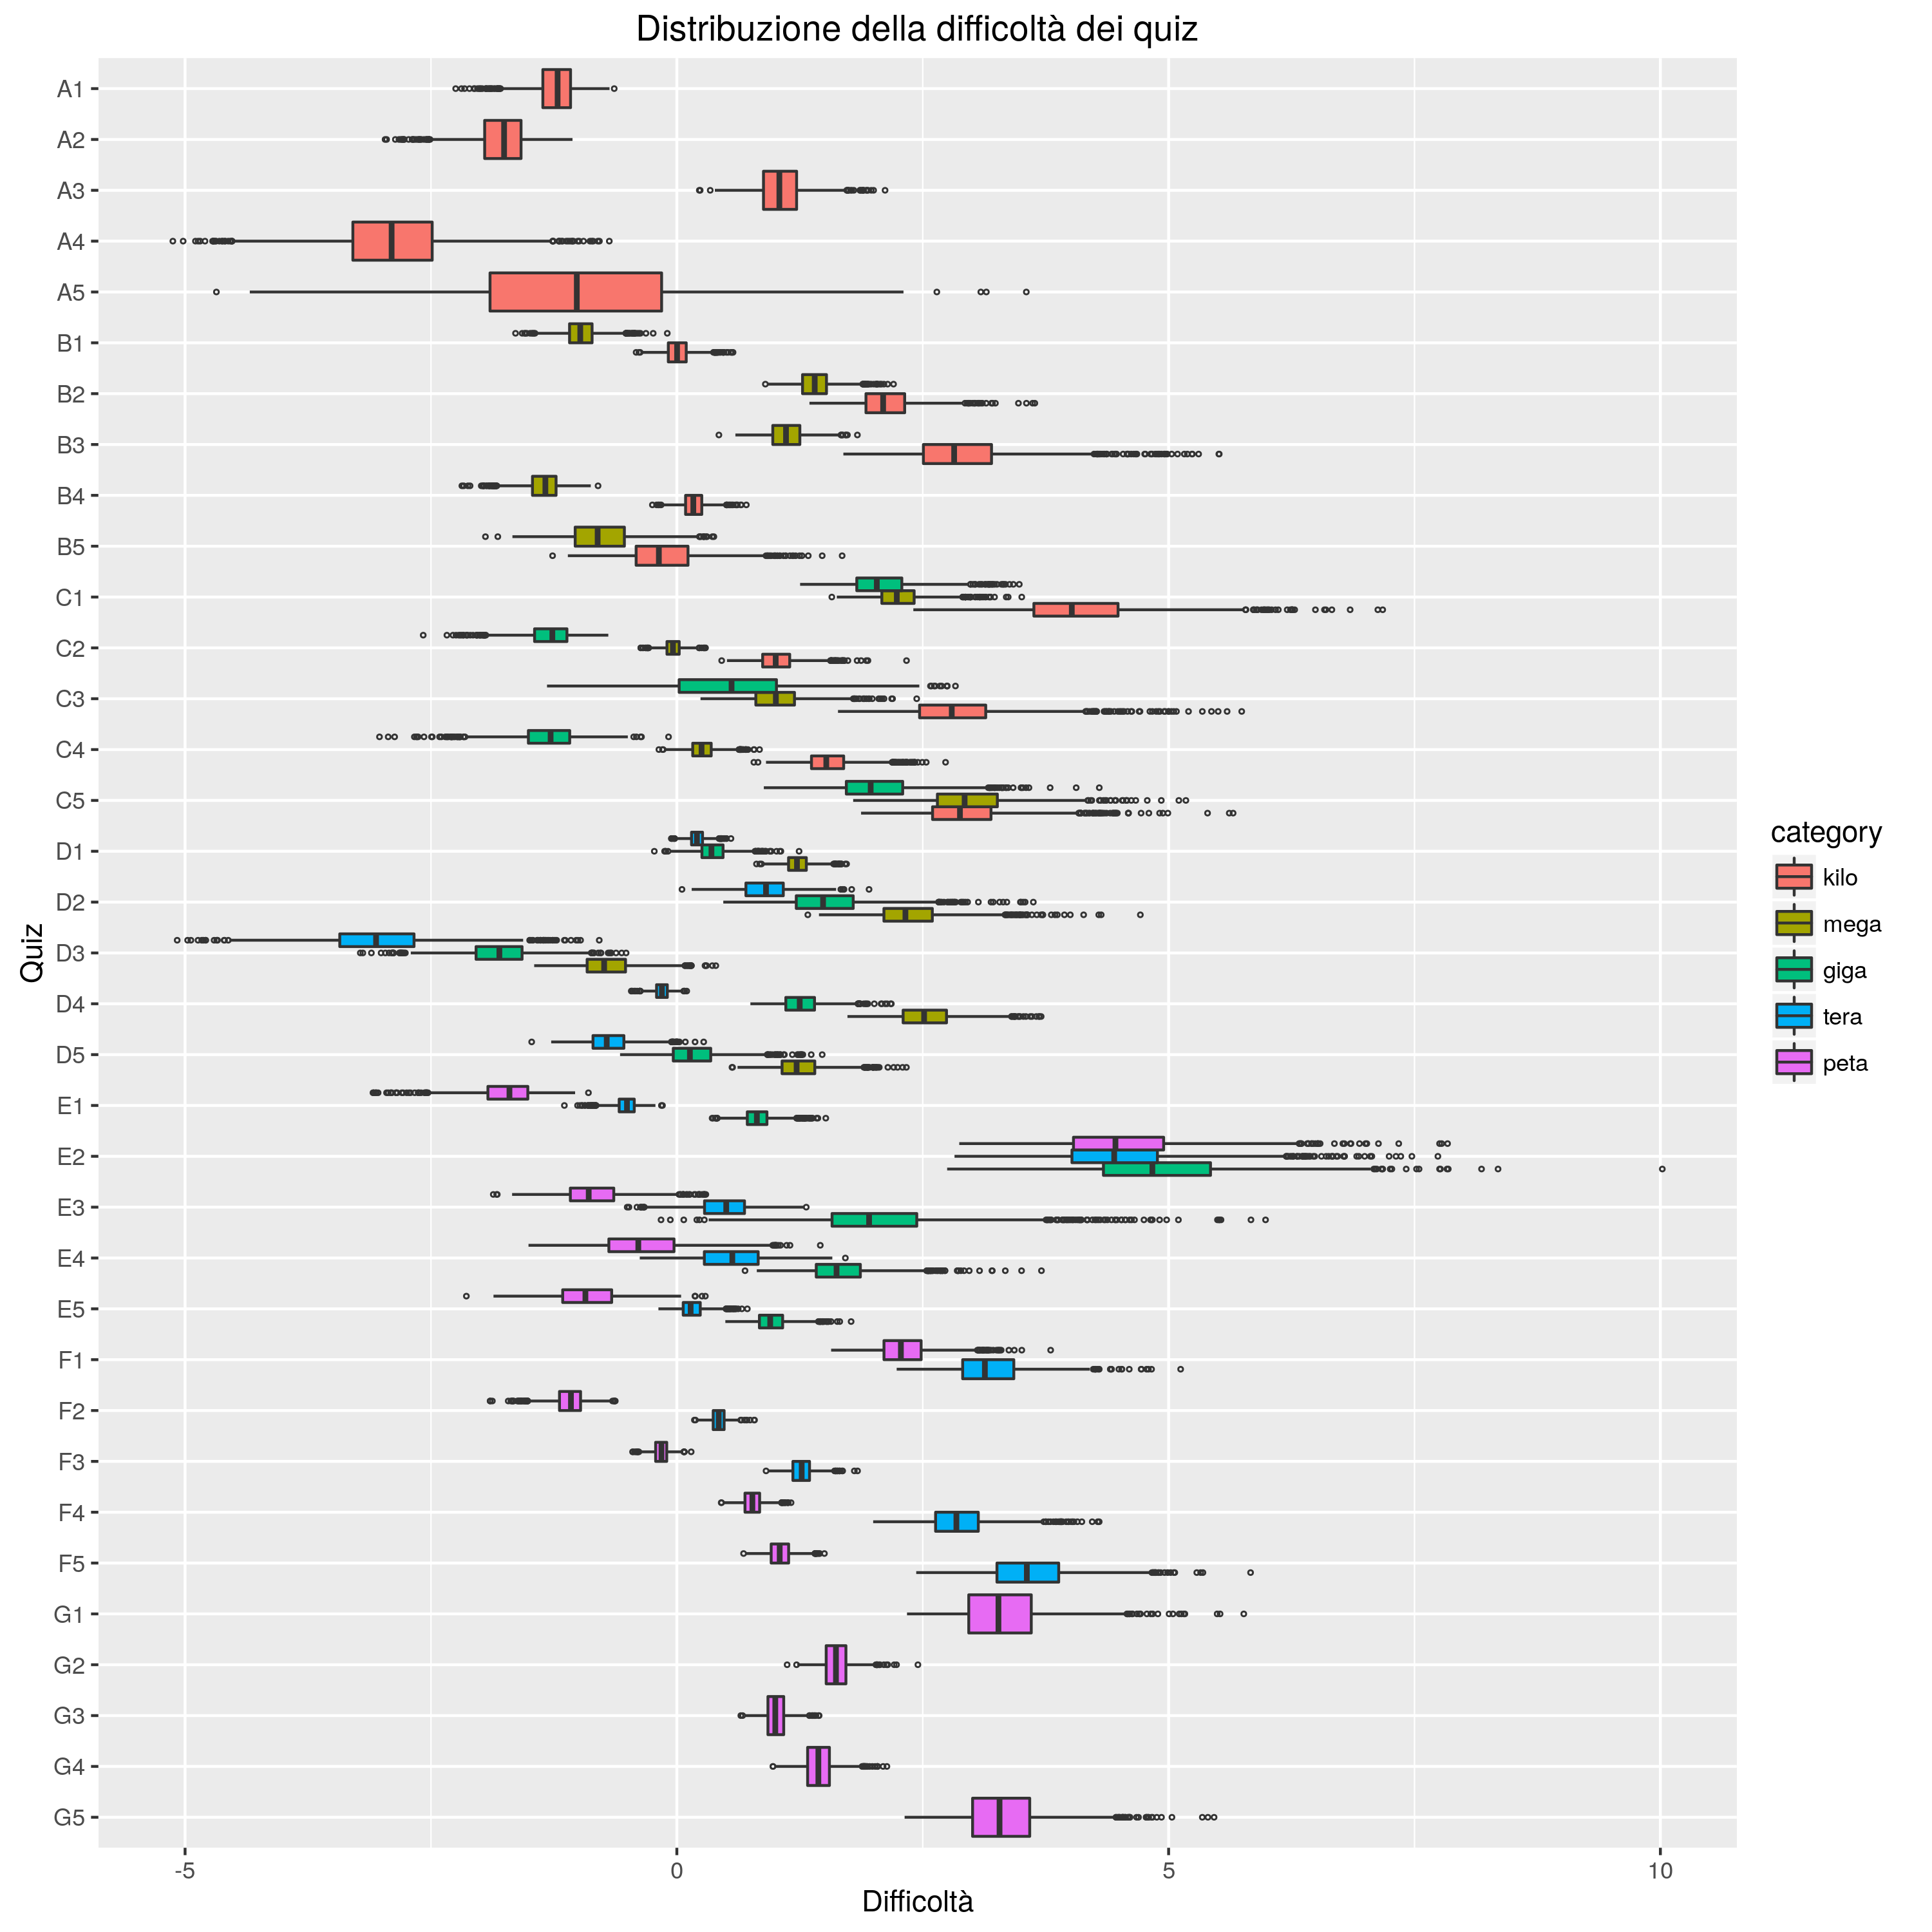 Distribuzione della difficoltà dei quiz
Quiz
A1
A2
A3
A4
A5
B1
B2
B3
B4
B5
C1
C2
C3
C4
C5
D1
D2
D3
D4
D5
E1
E2
E3
E4
E5
F1
F2
F3
F4
F5
G1
G2
G3
G4
G5
-5 0 5 10
Difficoltà
category
kilo
mega
giga
tera
peta